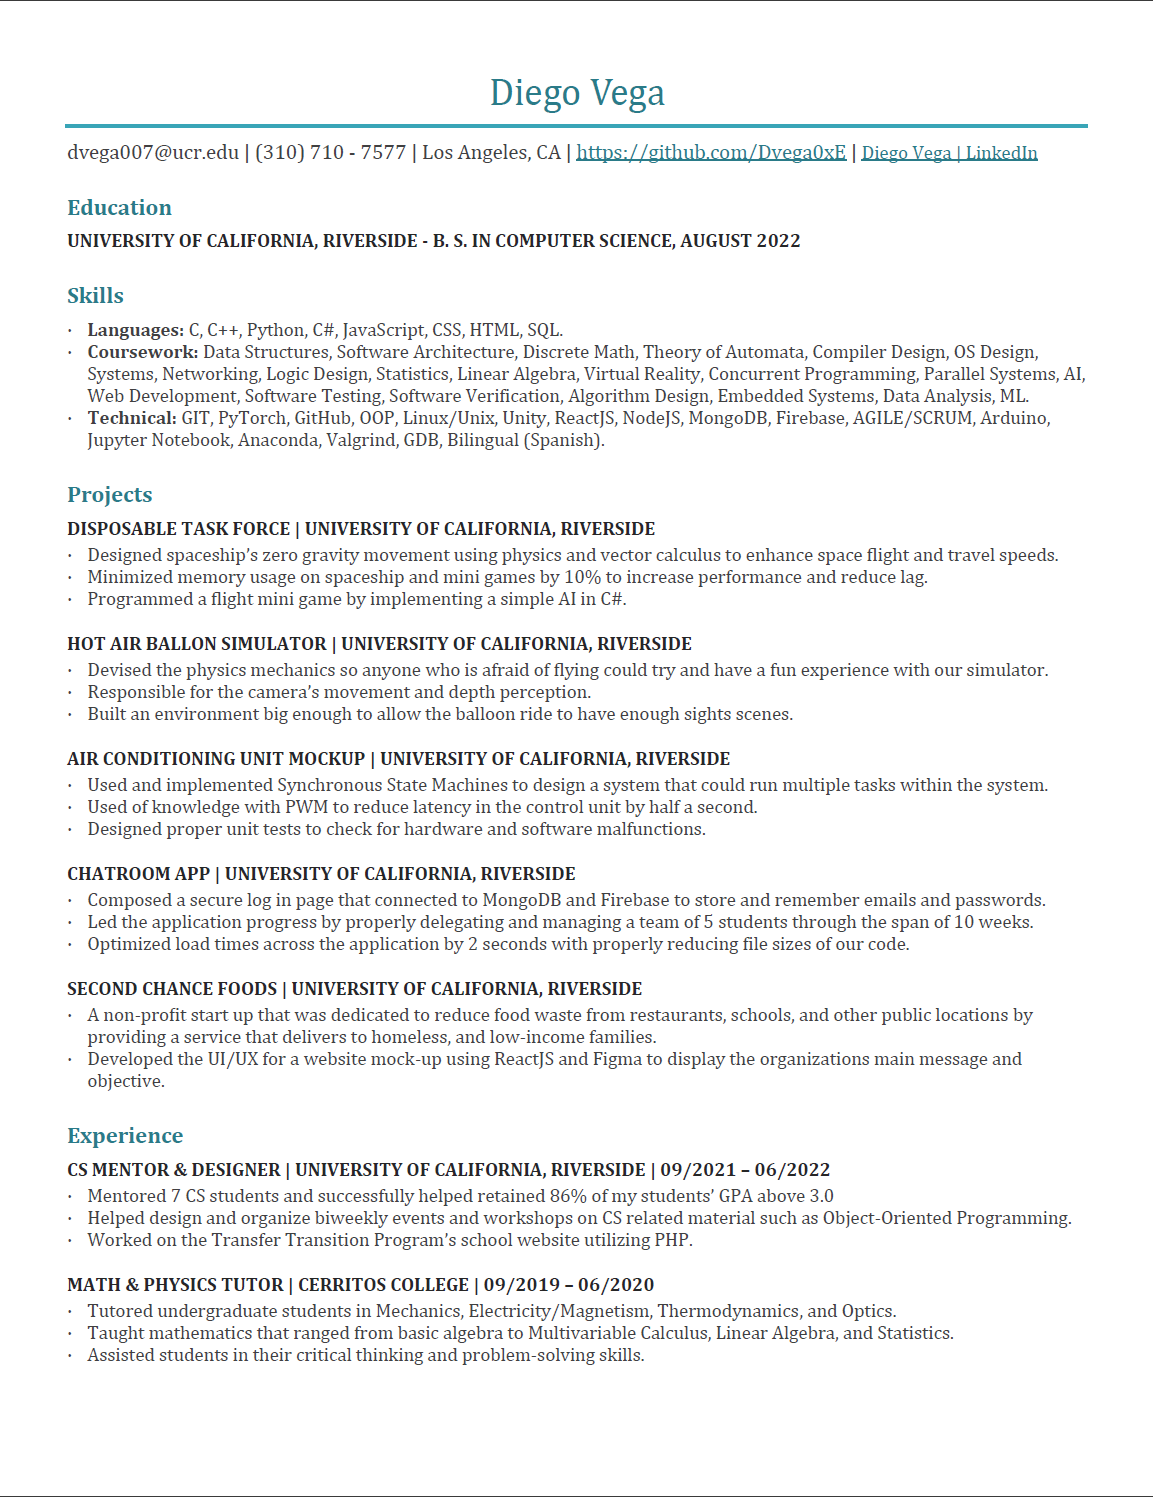 Diego Vega
dvega007@ucr.edu | (310) 710 - 7577 | Los Angeles, CA | https://github.com/Dvega0xE | Diego Vega | LinkedIn
Education
UNIVERSITY OF CALIFORNIA, RIVERSIDE - B. S. IN COMPUTER SCIENCE, AUGUST 2022
Skills
· Languages: C, C++, Python, C#, JavaScript, CSS, HTML, SQL.
· Coursework: Data Structures, Software Architecture, Discrete Math, Theory of Automata, Compiler Design, OS Design,
Systems, Networking, Logic Design, Statistics, Linear Algebra, Virtual Reality, Concurrent Programming, Parallel Systems, AI,
Web Development, Software Testing, Software Verification, Algorithm Design, Embedded Systems, Data Analysis, ML.
· Technical: GIT, PyTorch, GitHub, OOP, Linux/Unix, Unity, ReactJS, NodeJS, MongoDB, Firebase, AGILE/SCRUM, Arduino,
Jupyter Notebook, Anaconda, Valgrind, GDB, Bilingual (Spanish).
Projects
DISPOSABLE TASK FORCE | UNIVERSITY OF CALIFORNIA, RIVERSIDE
· Designed spaceship’s zero gravity movement using physics and vector calculus to enhance space flight and travel speeds.
· Minimized memory usage on spaceship and mini games by 10% to increase performance and reduce lag.
· Programmed a flight mini game by implementing a simple AI in C#.
HOT AIR BALLON SIMULATOR | UNIVERSITY OF CALIFORNIA, RIVERSIDE
· Devised the physics mechanics so anyone who is afraid of flying could try and have a fun experience with our simulator.
· Responsible for the camera’s movement and depth perception.
· Built an environment big enough to allow the balloon ride to have enough sights scenes.
AIR CONDITIONING UNIT MOCKUP | UNIVERSITY OF CALIFORNIA, RIVERSIDE
· Used and implemented Synchronous State Machines to design a system that could run multiple tasks within the system.
· Used of knowledge with PWM to reduce latency in the control unit by half a second.
· Designed proper unit tests to check for hardware and software malfunctions.
CHATROOM APP | UNIVERSITY OF CALIFORNIA, RIVERSIDE
· Composed a secure log in page that connected to MongoDB and Firebase to store and remember emails and passwords.
· Led the application progress by properly delegating and managing a team of 5 students through the span of 10 weeks.
· Optimized load times across the application by 2 seconds with properly reducing file sizes of our code.
SECOND CHANCE FOODS | UNIVERSITY OF CALIFORNIA, RIVERSIDE
· A non-profit start up that was dedicated to reduce food waste from restaurants, schools, and other public locations by
providing a service that delivers to homeless, and low-income families.
· Developed the UI/UX for a website mock-up using ReactJS and Figma to display the organizations main message and
objective.
Experience
CS MENTOR & DESIGNER | UNIVERSITY OF CALIFORNIA, RIVERSIDE | 09/2021 – 06/2022
· Mentored 7 CS students and successfully helped retained 86% of my students’ GPA above 3.0
· Helped design and organize biweekly events and workshops on CS related material such as Object-Oriented Programming.
· Worked on the Transfer Transition Program’s school website utilizing PHP.
MATH & PHYSICS TUTOR | CERRITOS COLLEGE | 09/2019 – 06/2020
· Tutored undergraduate students in Mechanics, Electricity/Magnetism, Thermodynamics, and Optics.
· Taught mathematics that ranged from basic algebra to Multivariable Calculus, Linear Algebra, and Statistics.
· Assisted students in their critical thinking and problem-solving skills.